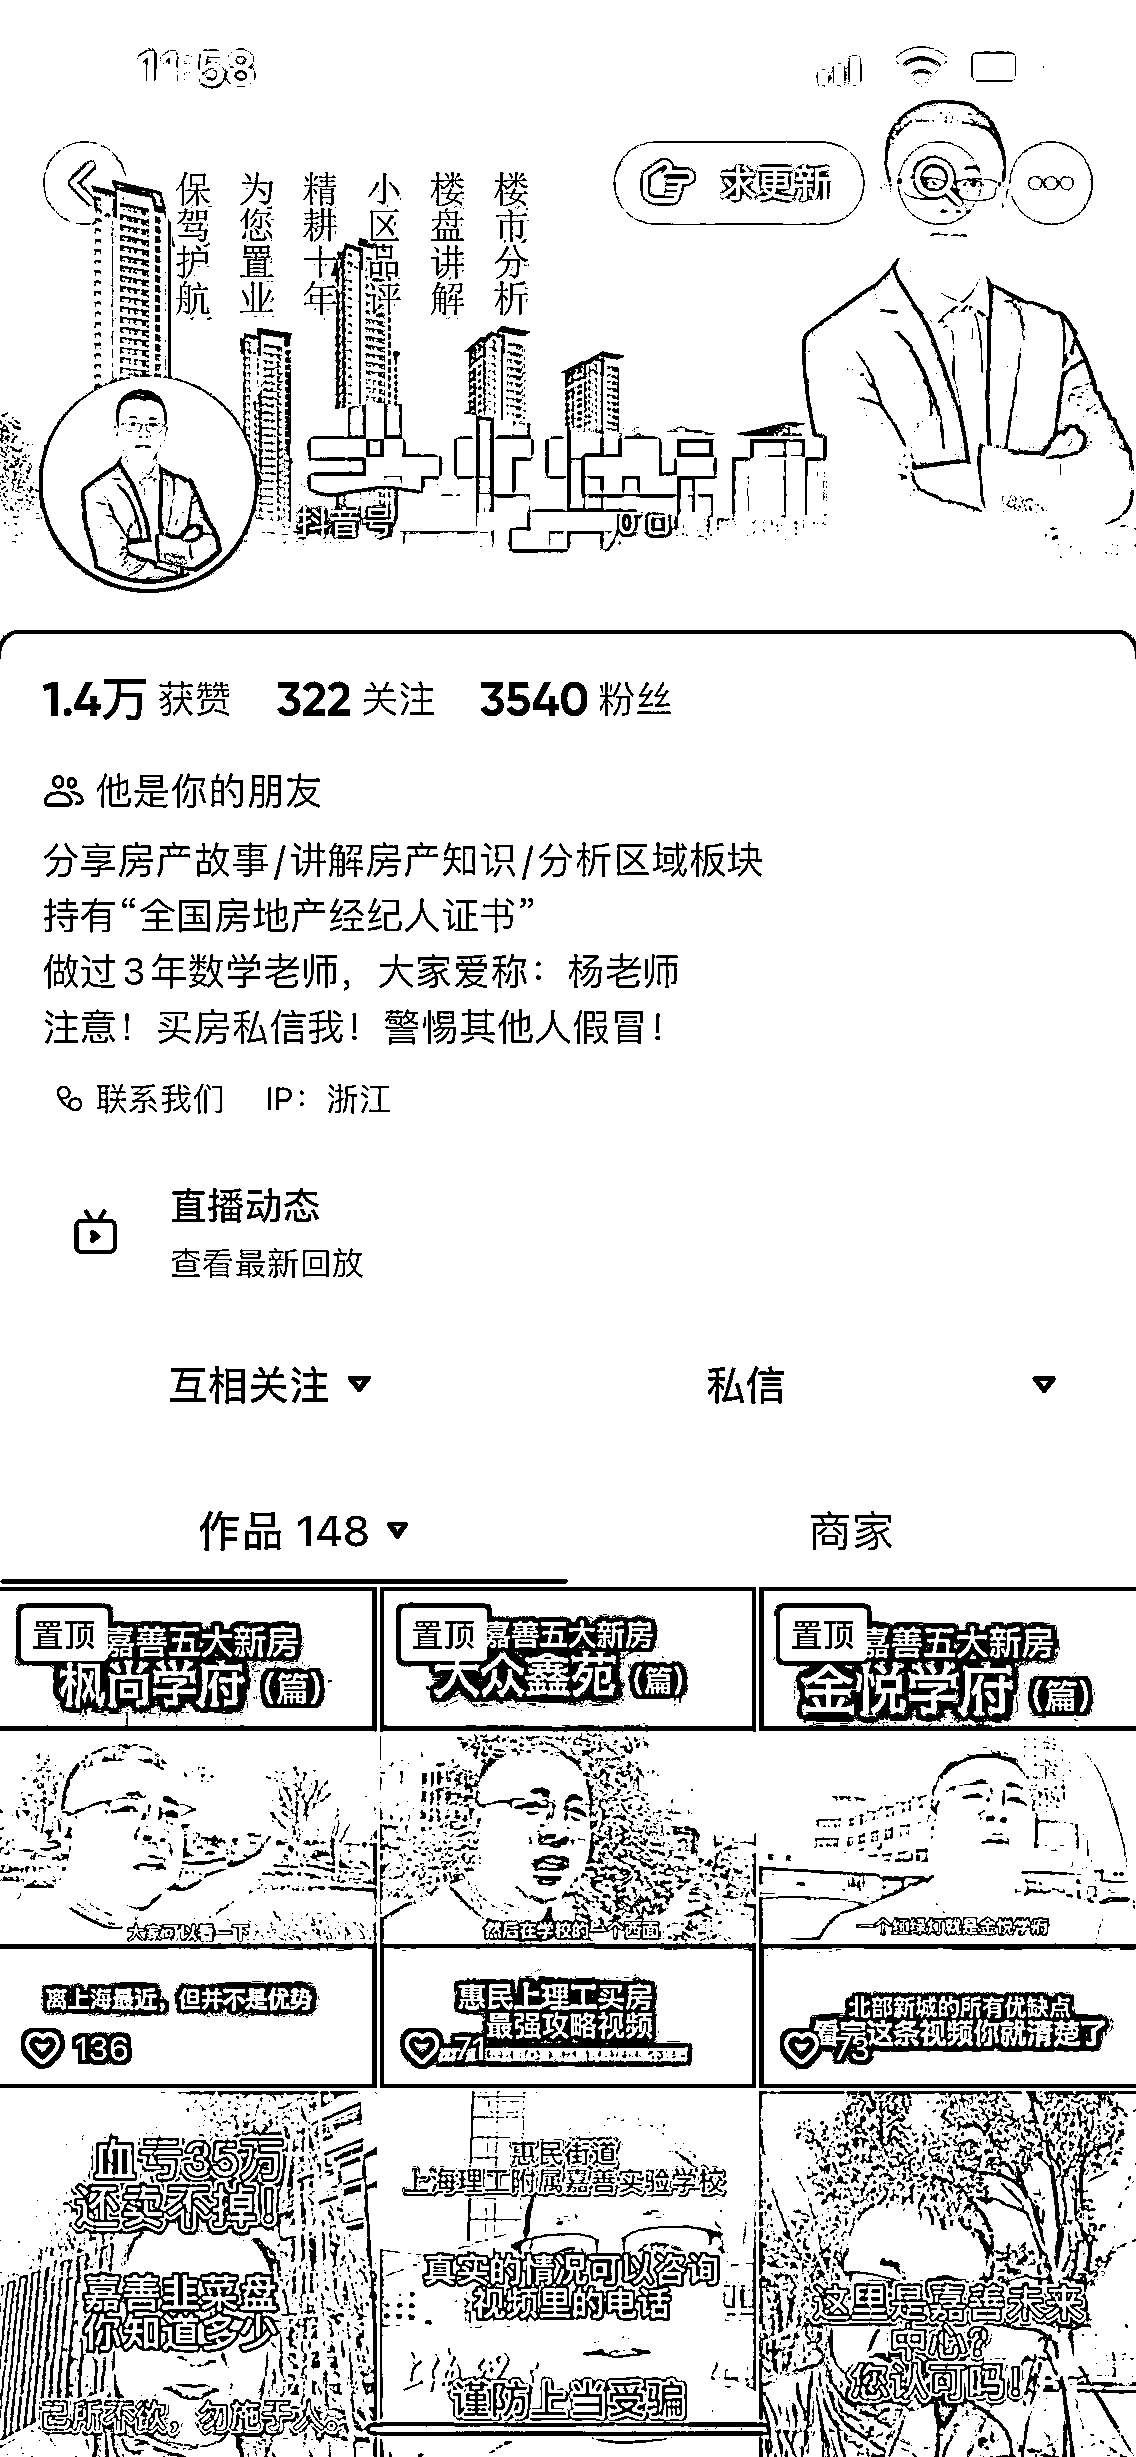 11:58
求更新
楼市分析
楼盘讲解
小区品评
精耕十年
为您置业
保驾护航
抖音号
1.4万 获赞 322 关注 3540 粉丝
他是你的朋友
分享房产故事/讲解房产知识/分析区域板块
持有“全国房地产经纪人证书”
做过3年数学老师，大家爱称：杨老师
注意！买房私信我！警惕其他人假冒！
联系我们 IP：浙江
直播动态
查看最新回放
互相关注 私信
作品 148 商家
置顶 嘉善五大新房
枫尚学府（篇）
大家可以看一下
离上海最近，但并不是优势
136
置顶 嘉善五大新房
大众鑫苑（篇）
然后在学校的一个西面
惠民上理工买房
最强攻略视频
71
置顶 嘉善五大新房
金悦学府（篇）
一个红绿灯就是金悦学府
北部新城的所有优缺点
看完这条视频你就清楚了
73
血亏35万
还卖不掉！
嘉善韭菜盘
你知道多少
己所不欲，勿施于人。
惠民街道
上海理工附属嘉善实验学校
真实的情况可以咨询
视频里的电话
谨防上当受骗
这里是嘉善未来
中心？
您认可吗！